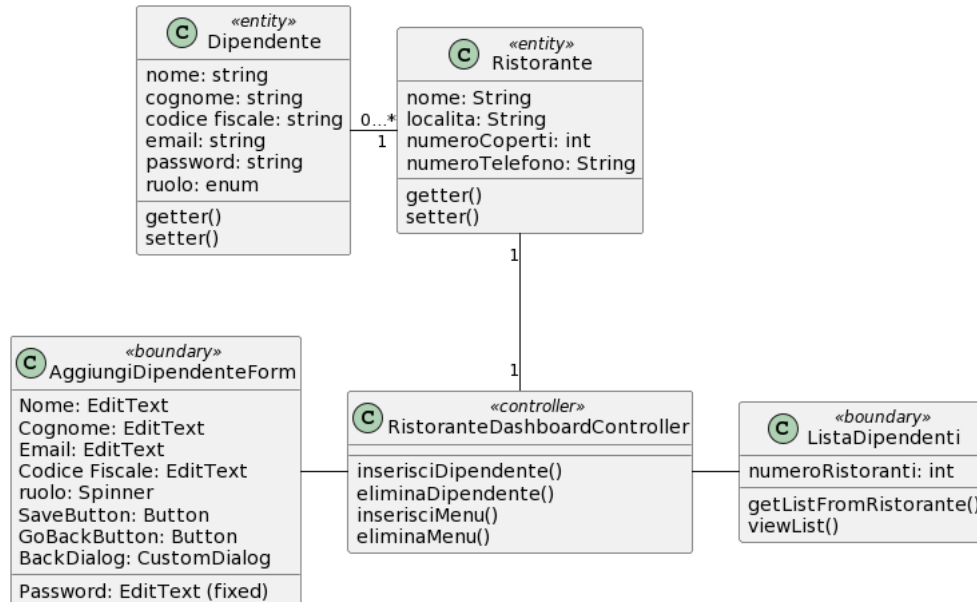 C
«entity»
Dipendente
nome: string
cognome: string
codice fiscale: string
email: string
password: string
ruolo: enum
getter()
setter()
0...*
1
C
«entity»
Ristorante
nome: String
localita: String
numeroCoperti: int
numeroTelefono: String
getter()
setter()
1
1
C
«boundary»
AggiungiDipendenteForm
Nome: EditText
Cognome: EditText
Email: EditText
Codice Fiscale: EditText
ruolo: Spinner
SaveButton: Button
GoBackButton: Button
BackDialog: CustomDialog
Password: EditText (fixed)
C
«controller»
RistoranteDashboardController
inserisciDipendente()
eliminaDipendente()
inserisciMenu()
eliminaMenu()
C
«boundary»
ListaDipendenti
numeroRistoranti: int
getListFromRistorante()
viewList()